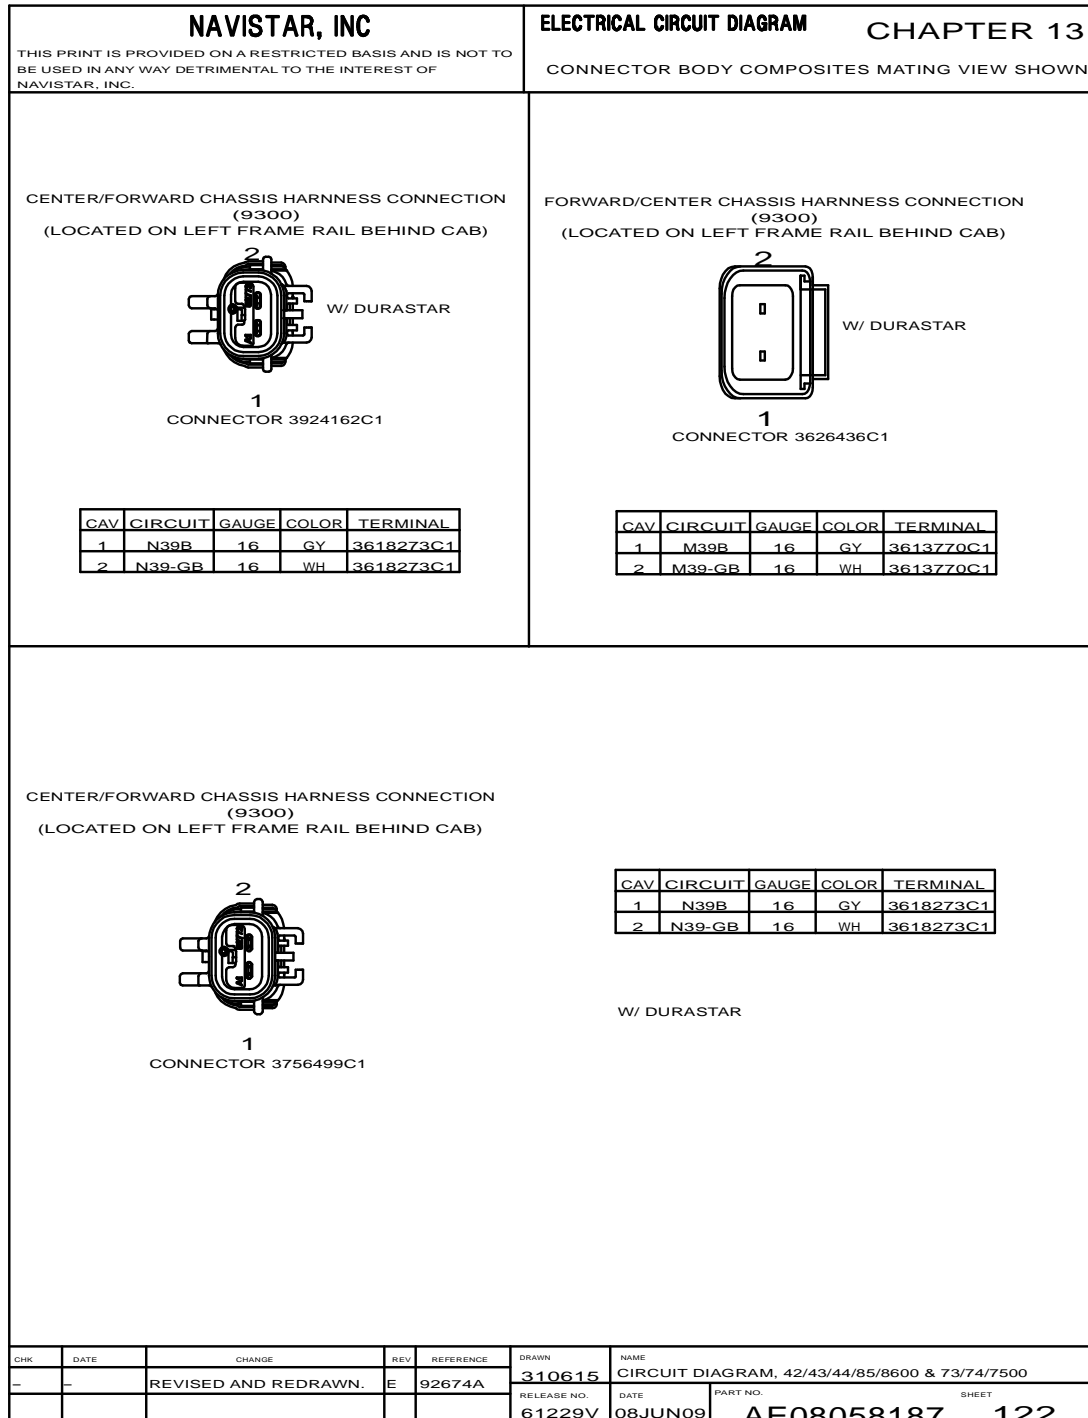 NAVISTAR, INC
THIS PRINT IS PROVIDED ON A RESTRICTED BASIS AND IS NOT TO
BE USED IN ANY WAY DETRIMENTAL TO THE INTEREST OF
NAVISTAR, INC.
ELECTRICAL CIRCUIT DIAGRAM CHAPTER 13
CONNECTOR BODY COMPOSITES MATING VIEW SHOWN
CENTER/FORWARD CHASSIS HARNNESS CONNECTION
(9300)
(LOCATED ON LEFT FRAME RAIL BEHIND CAB)
2
W/ DURASTAR
1
CONNECTOR 3924162C1
CAV CIRCUIT GAUGE COLOR TERMINAL
1 N39B 16 GY 3618273C1
2 N39-GB 16 WH 3618273C1
FORWARD/CENTER CHASSIS HARNNESS CONNECTION
(9300)
(LOCATED ON LEFT FRAME RAIL BEHIND CAB)
2
W/ DURASTAR
1
CONNECTOR 3626436C1
CAV CIRCUIT GAUGE COLOR TERMINAL
1 M39B 16 GY 3613770C1
2 M39-GB 16 WH 3613770C1
CENTER/FORWARD CHASSIS HARNESS CONNECTION
(9300)
(LOCATED ON LEFT FRAME RAIL BEHIND CAB)
2
1
CONNECTOR 3756499C1
CAV CIRCUIT GAUGE COLOR TERMINAL
1 N39B 16 GY 3618273C1
2 N39-GB 16 WH 3618273C1
W/ DURASTAR
CHK DATE CHANGE REV REFERENCE
– – REVISED AND REDRAWN. E 92674A
DRAWN
310615
NAME
CIRCUIT DIAGRAM, 42/43/44/85/8600 & 73/74/7500
RELEASE NO.
61229V
DATE
08JUN09
PART NO.
AE08058187
SHEET
122